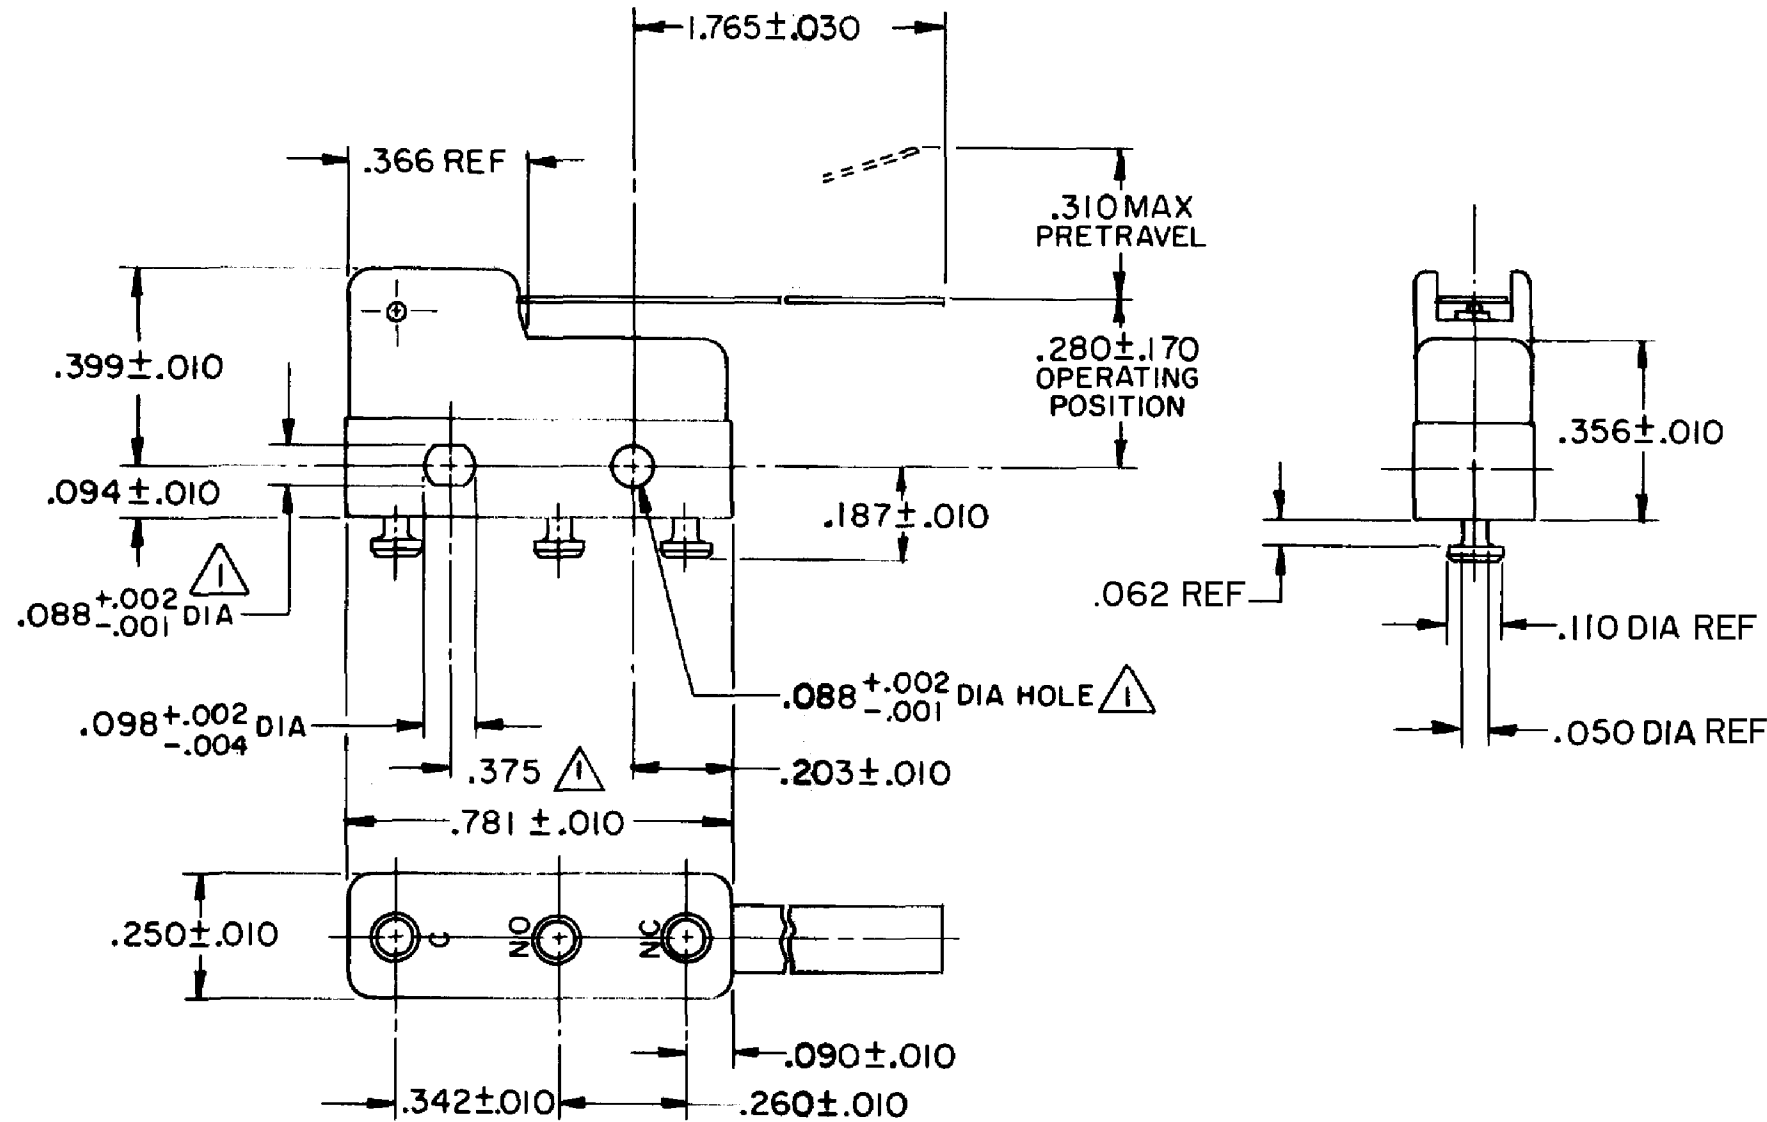 1.765±.030
.366 REF
.310 MAX
PRETRAVEL
.399±.010
.280±.170
OPERATING
POSITION
.356±.010
.094±.010
.187±.010
1
.088 +.002 -.001 DIA
.062 REF
.110 DIA REF
.088 +.002 -.001 DIA HOLE 1
.098 +.002 -.004 DIA
.050 DIA REF
.375 1
.203±.010
.781 ±.010
.250±.010
C
NO
NC
.090±.010
.342±.010
.260±.010